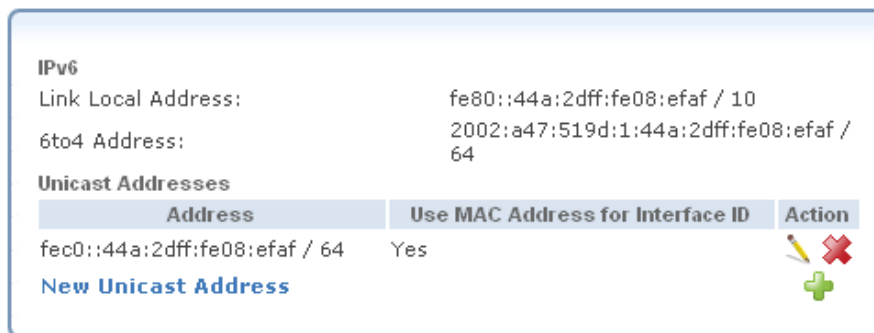 IPv6
Link Local Address: fe80::44a:2dff:fe08:efaf / 10
6to4 Address: 2002:a47:519d:1:44a:2dff:fe08:efaf /
64
Unicast Addresses
Address Use MAC Address for Interface ID Action
fec0::44a:2dff:fe08:efaf / 64 Yes
New Unicast Address